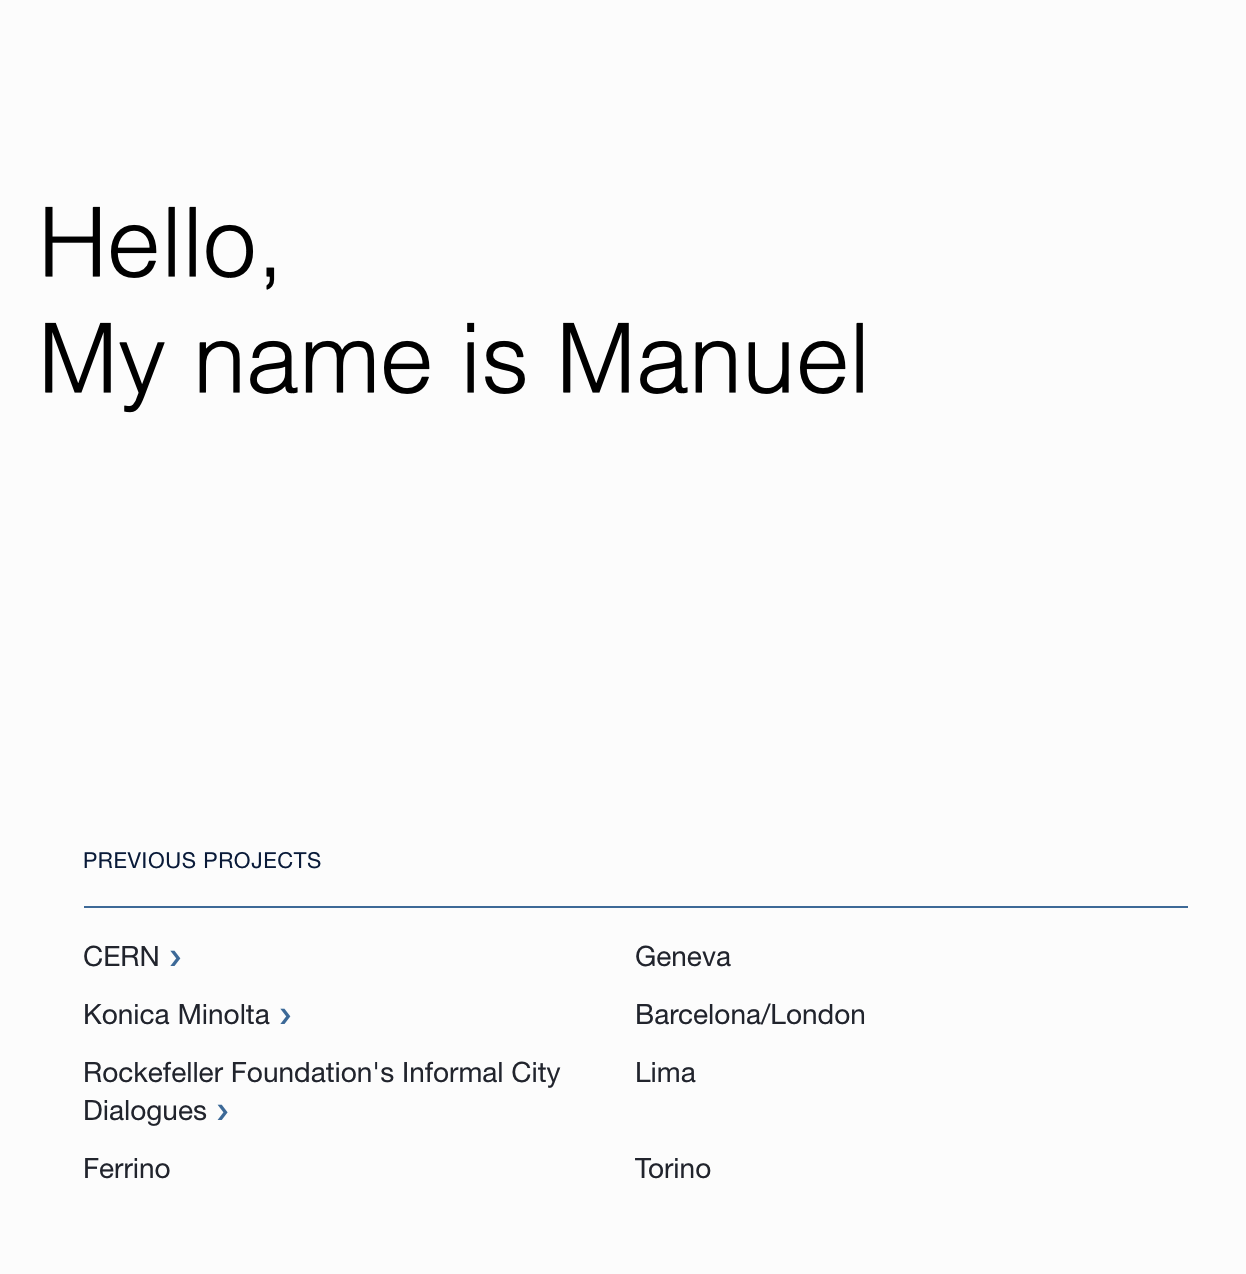 Hello,
My name is Manuel
PREVIOUS PROJECTS
CERN ›
Geneva
Konica Minolta ›
Barcelona/London
Rockefeller Foundation's Informal City
Dialogues ›
Lima
Ferrino
Torino